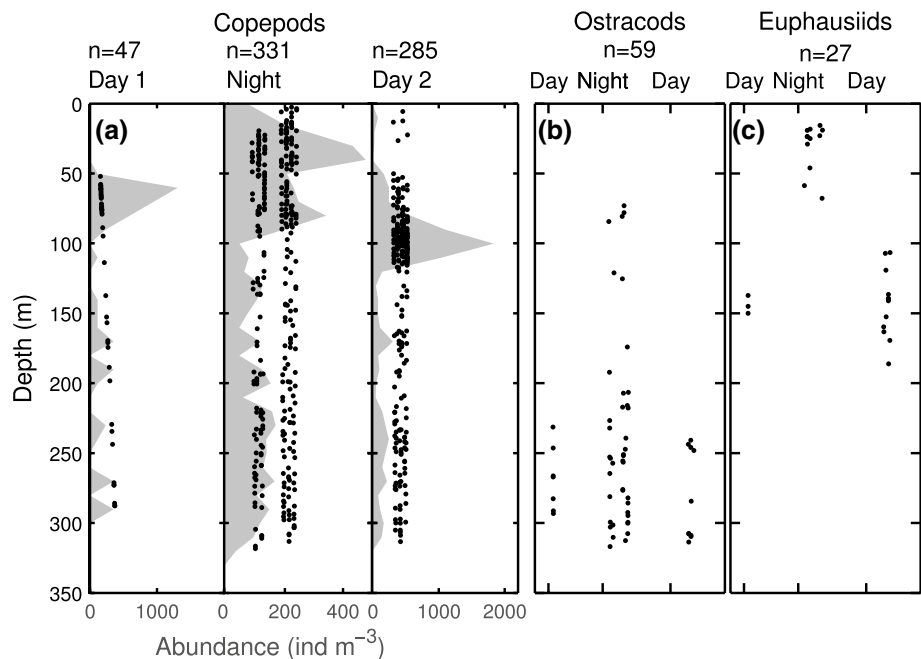 Copepods
Ostracods
Euphausiids
n=47
n=331
n=285
n=59
n=27
Day 1
Night
Day 2
Day
Night
Day
Day
Night
Day
(a)
(b)
(c)
0
50
100
150
200
250
300
350
Depth (m)
0
1000
0
200
400
0
1000
2000
Abundance (ind m⁻³)